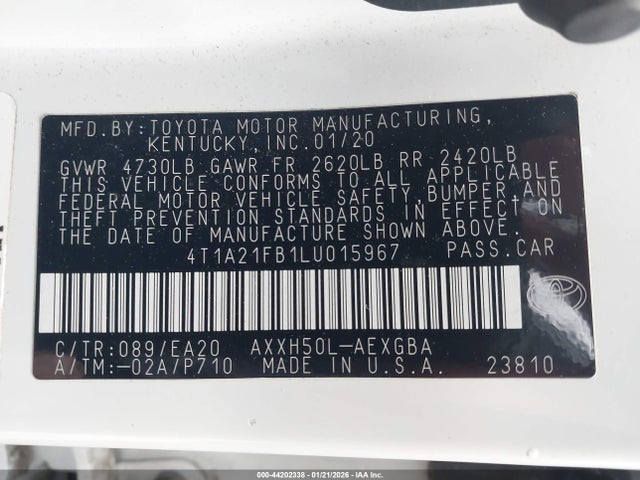 MFD.BY:TOYOTA MOTOR MANUFACTURING,
KENTUCKY,INC.01/20
GVWR 4730LB GAWR FR 2620LB RR 2420LB
THIS VEHICLE CONFORMS TO ALL APPLICABLE
FEDERAL MOTOR VEHICLE SAFETY,BUMPER,AND
THEFT PREVENTION STANDARDS IN EFFECT ON
THE DATE OF MANUFACTURE SHOWN ABOVE.
4T1A21FB1LU015967 PASS.CAR
C/TR:089/EA20 AXXH50L-AEXGBA
A/TM:-02A/P710 MADE IN U.S.A. 23810
000-44202338 - 01/21/2026 - © IAA, Inc.